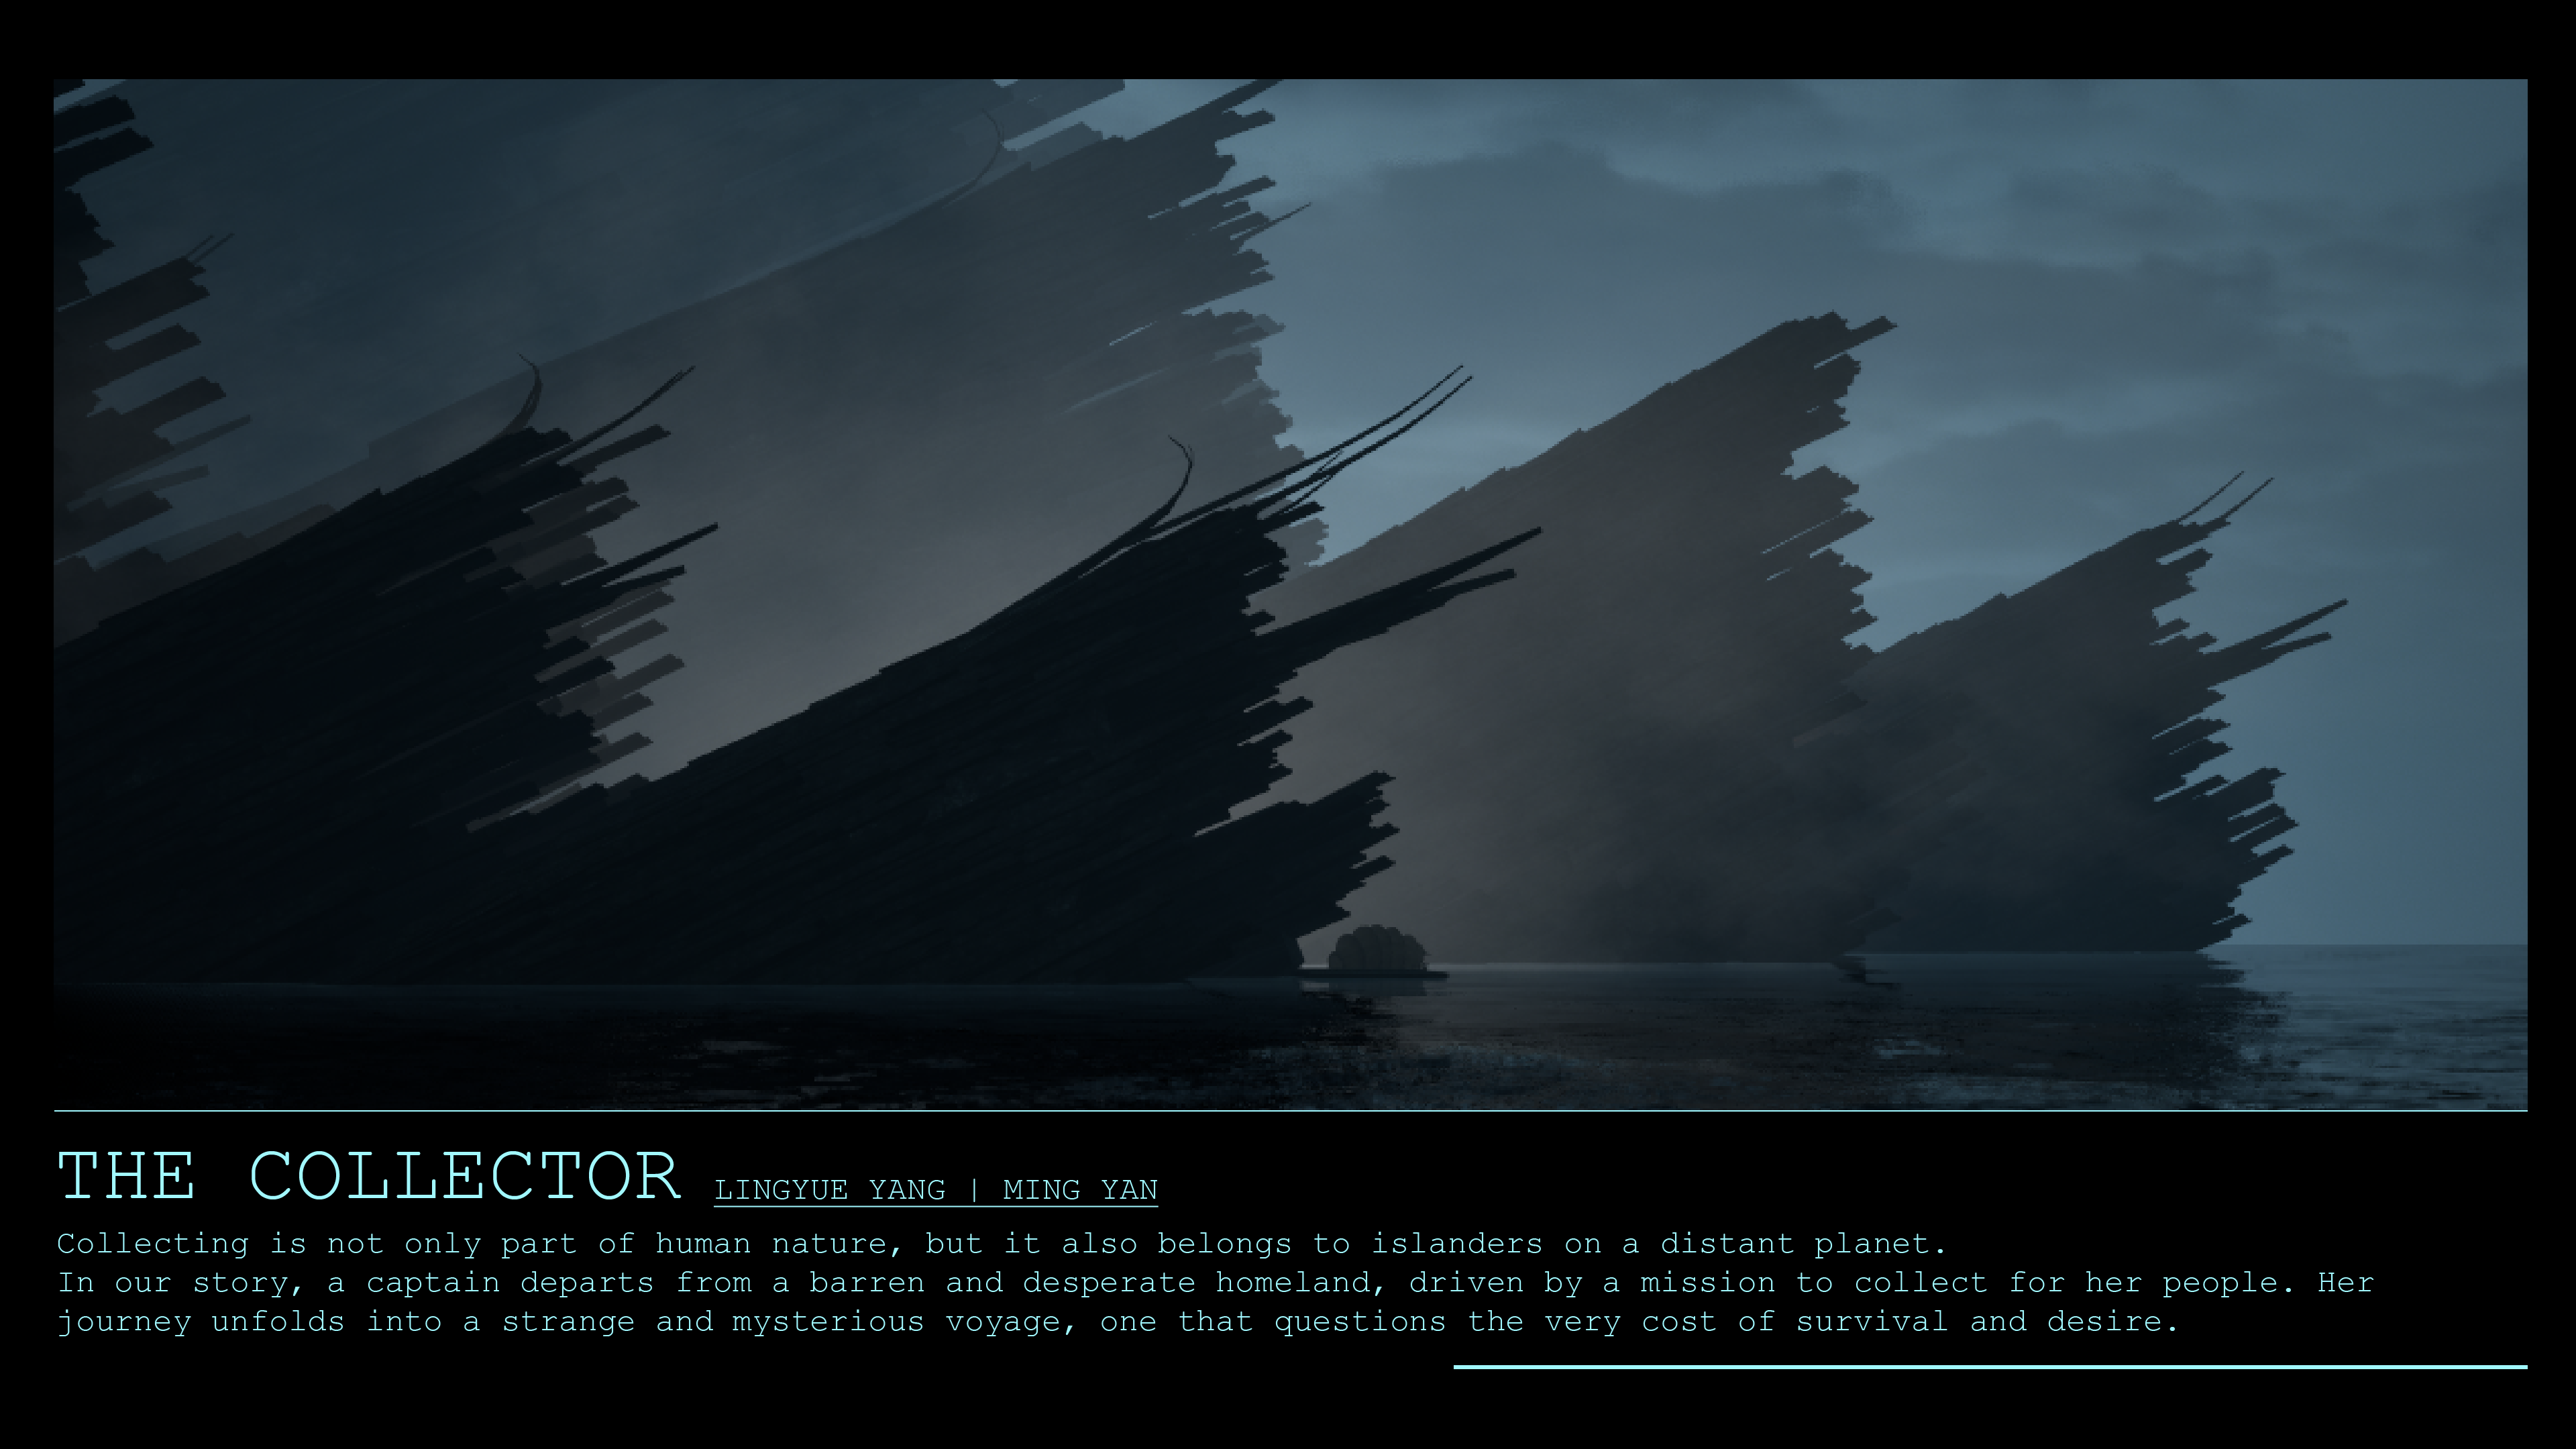 THE COLLECTOR LINGYUE YANG | MING YAN
Collecting is not only part of human nature, but it also belongs to islanders on a distant planet.
In our story, a captain departs from a barren and desperate homeland, driven by a mission to collect for her people. Her
journey unfolds into a strange and mysterious voyage, one that questions the very cost of survival and desire.